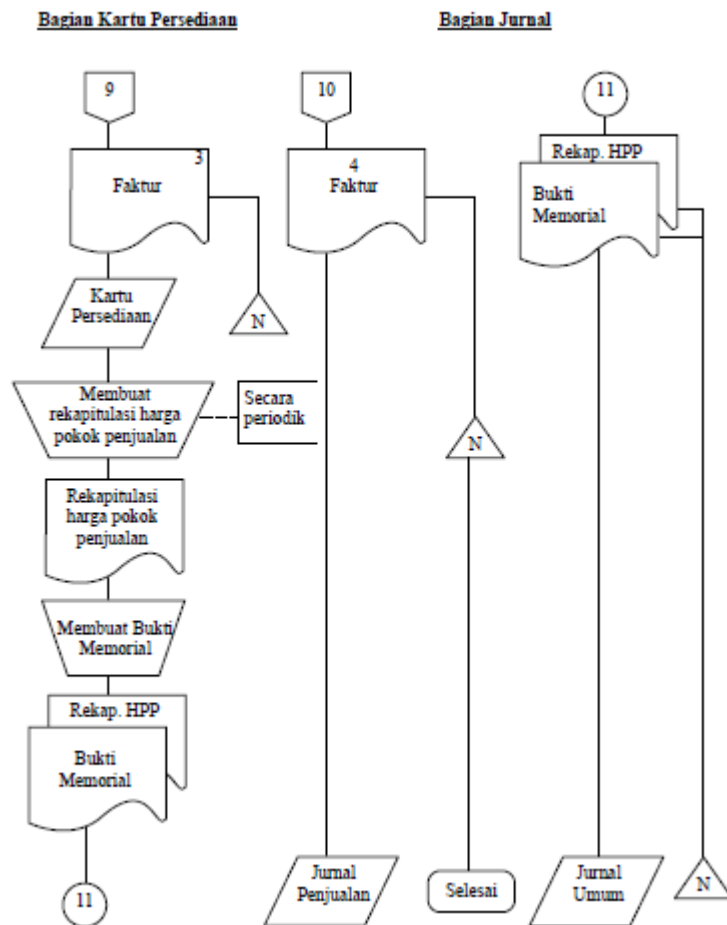 Bagian Kartu Persediaan
Bagian Jurnal
9
3
Faktur
N
Kartu
Persediaan
Membuat
rekapitulasi harga
pokok penjualan
Secara
periodik
Rekapitulasi
harga pokok
penjualan
Membuat Bukti
Memorial
Rekap. HPP
Bukti
Memorial
11
10
4
Faktur
N
Jurnal
Penjualan
Selesai
11
Rekap. HPP
Bukti
Memorial
Jurnal
Umum
N